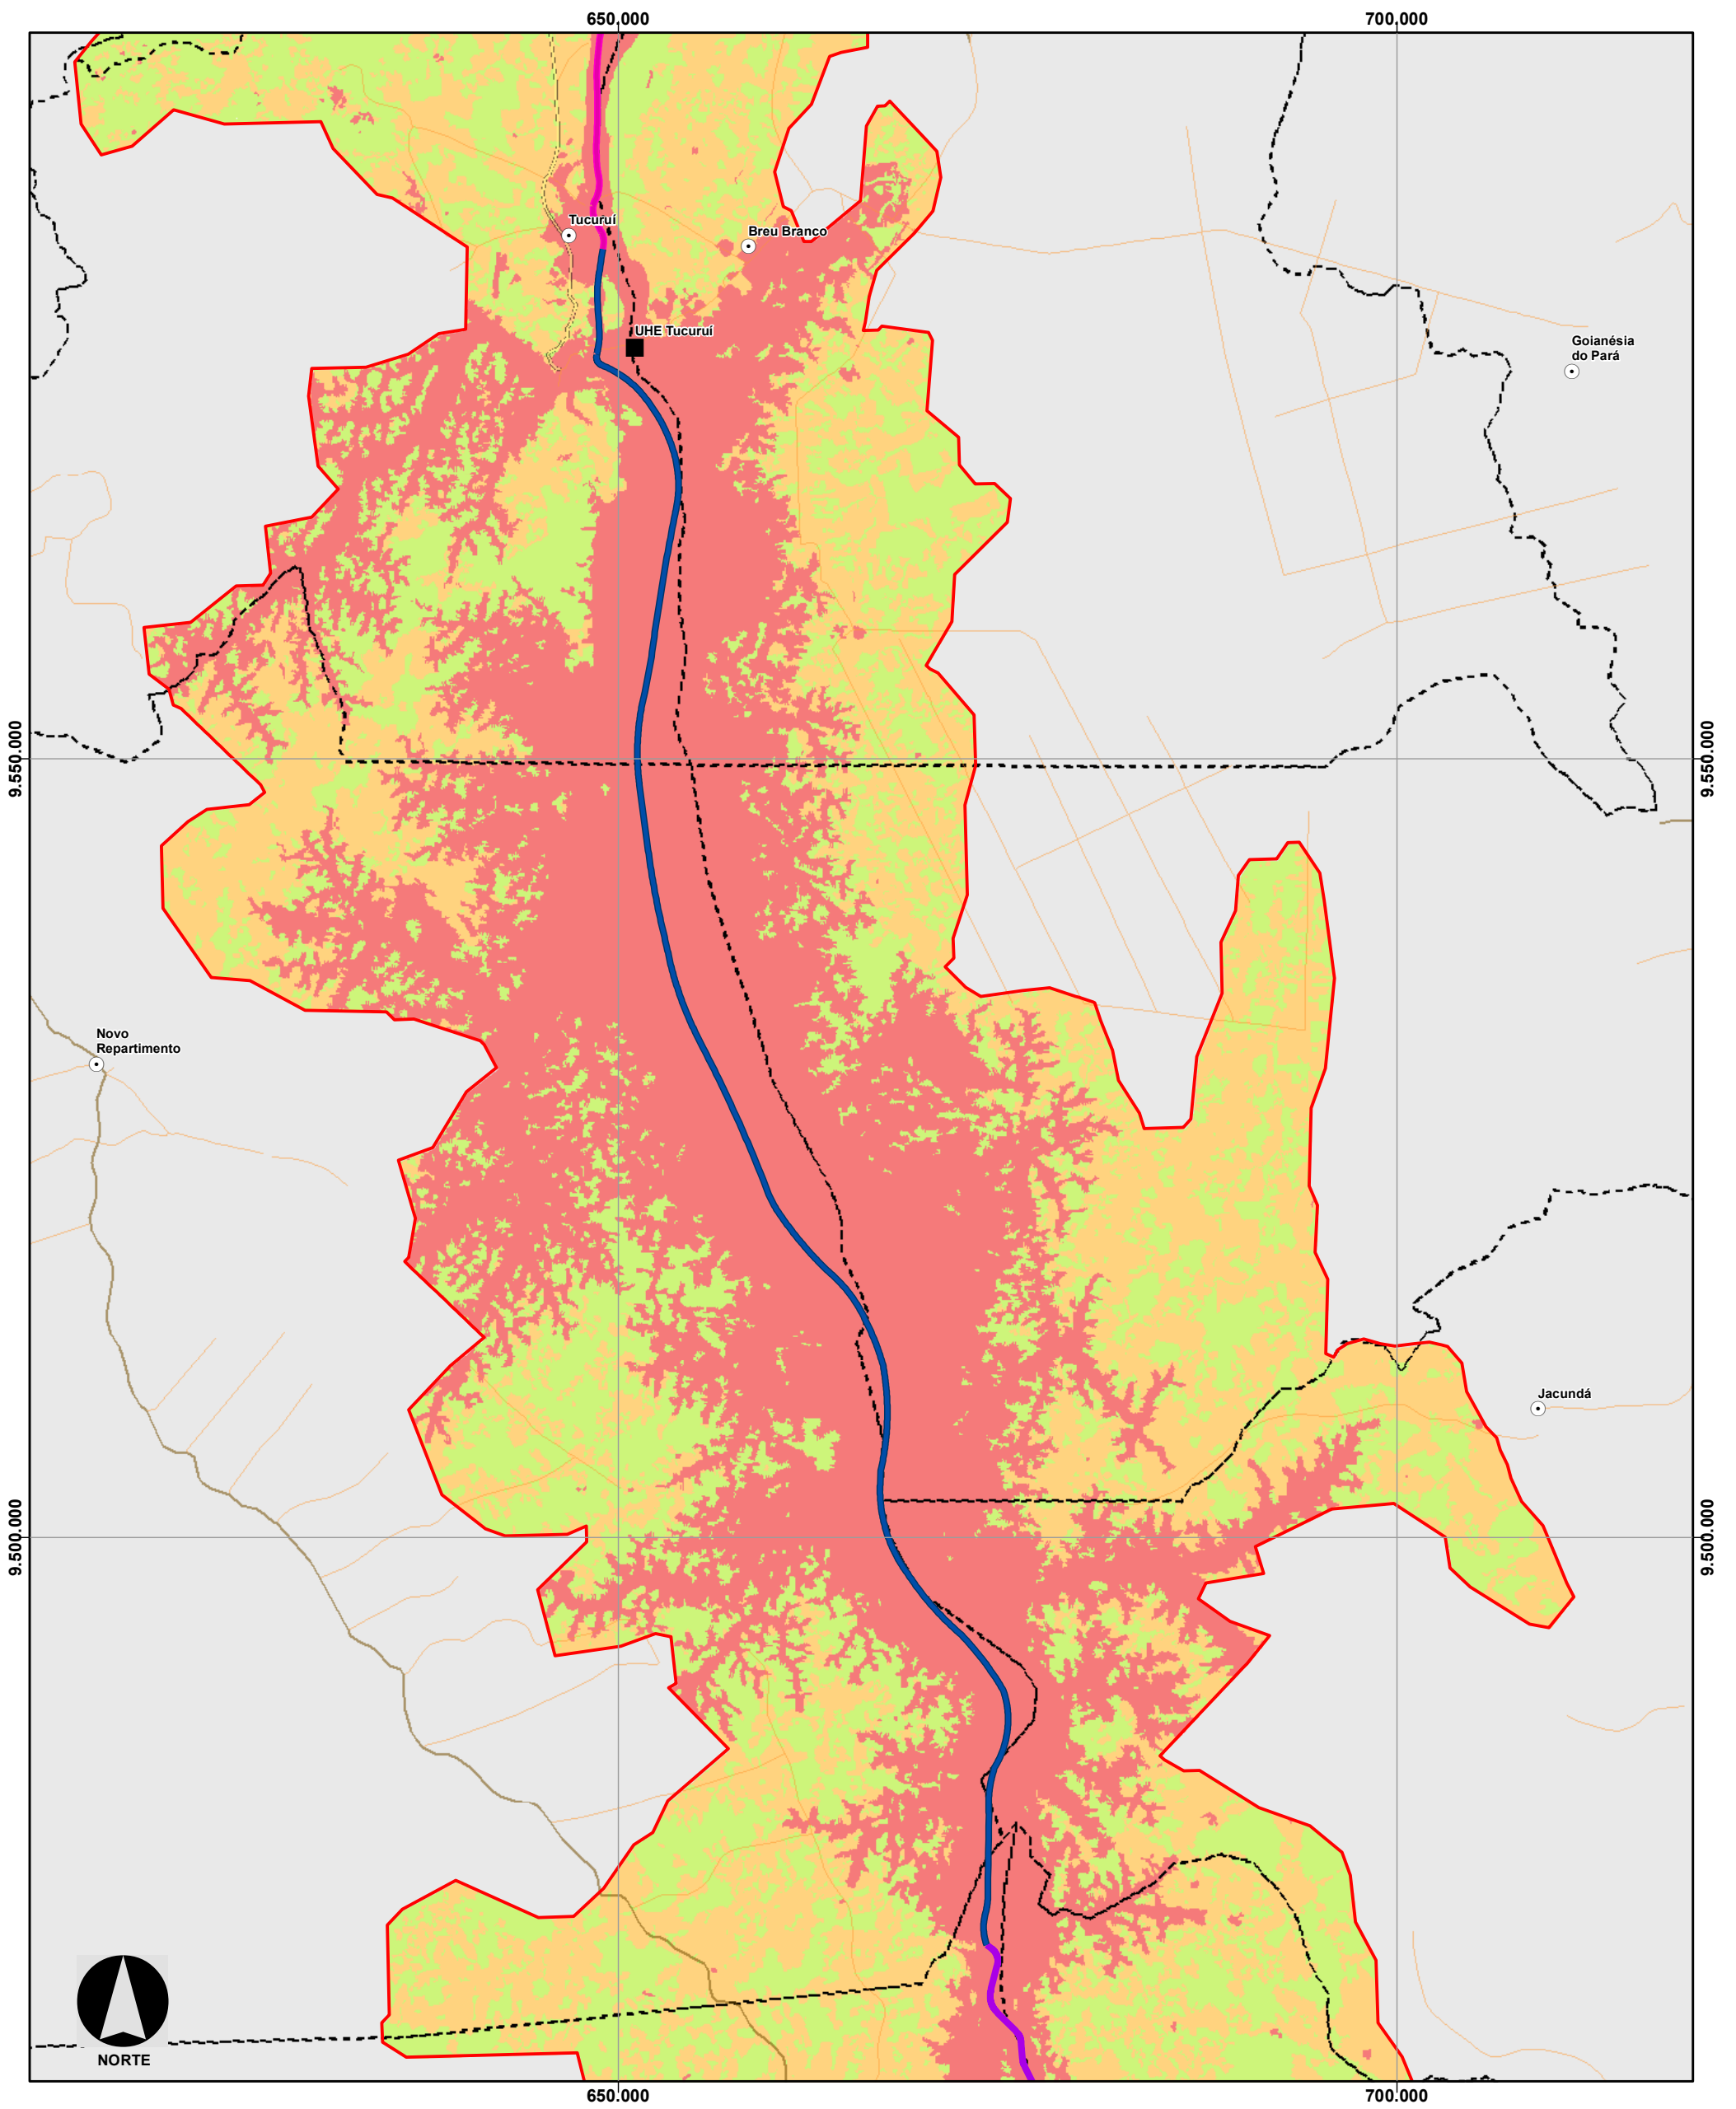 650.000
700.000
Tucuruí
Breu Branco
UHE Tucuruí
Goianésia
do Pará
9.550.000
9.550.000
Novo
Repartimento
Jacundá
9.500.000
9.500.000
NORTE
650.000
700.000